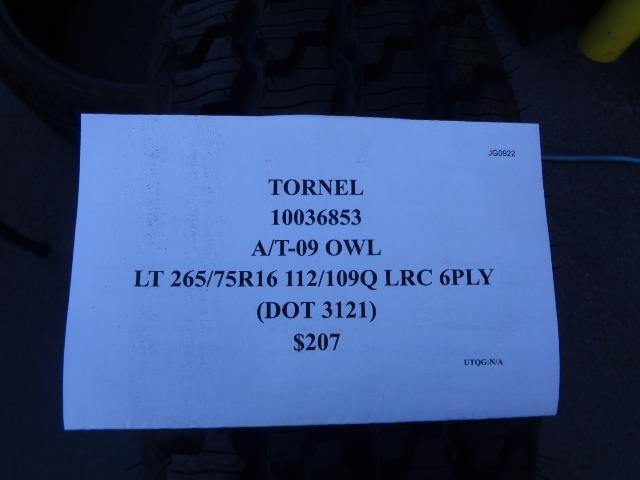 JG0922
TORNEL
10036853
A/T-09 OWL
LT 265/75R16 112/109Q LRC 6PLY
(DOT 3121)
$207
UTQG:N/A